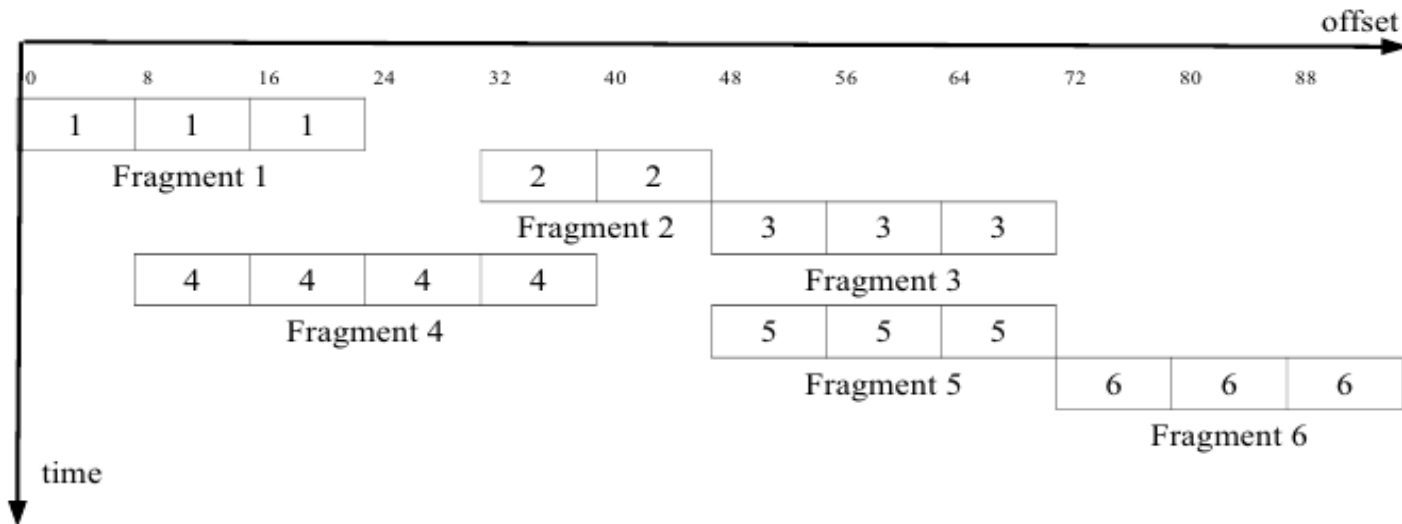 offset
0 8 16 24 32 40 48 56 64 72 80 88
1 1 1
Fragment 1
2 2
Fragment 2
3 3 3
Fragment 3
4 4 4 4
Fragment 4
5 5 5
Fragment 5
6 6 6
Fragment 6
time